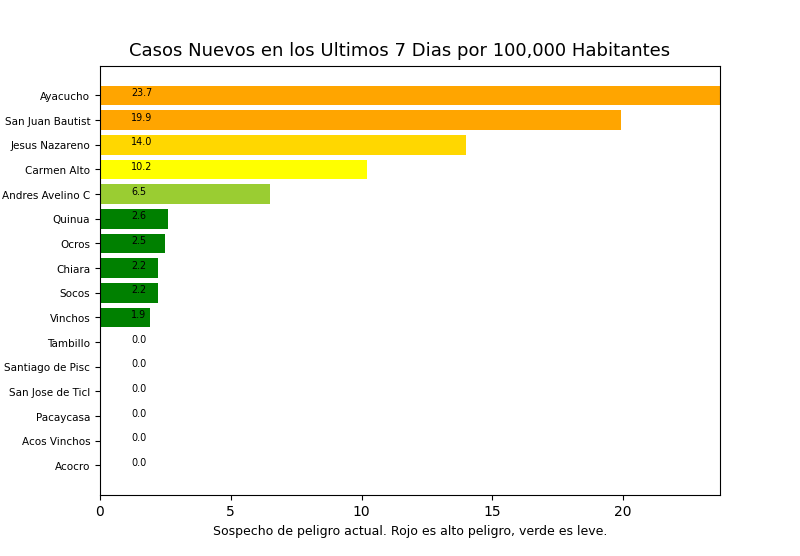 Casos Nuevos en los Ultimos 7 Dias por 100,000 Habitantes
Ayacucho 23.7
San Juan Bautist 19.9
Jesus Nazareno 14.0
Carmen Alto 10.2
Andres Avelino C 6.5
Quinua 2.6
Ocros 2.5
Chiara 2.2
Socos 2.2
Vinchos 1.9
Tambillo 0.0
Santiago de Pisc 0.0
San Jose de Ticl 0.0
Pacaycasa 0.0
Acos Vinchos 0.0
Acocro 0.0
0 5 10 15 20
Sospecho de peligro actual. Rojo es alto peligro, verde es leve.